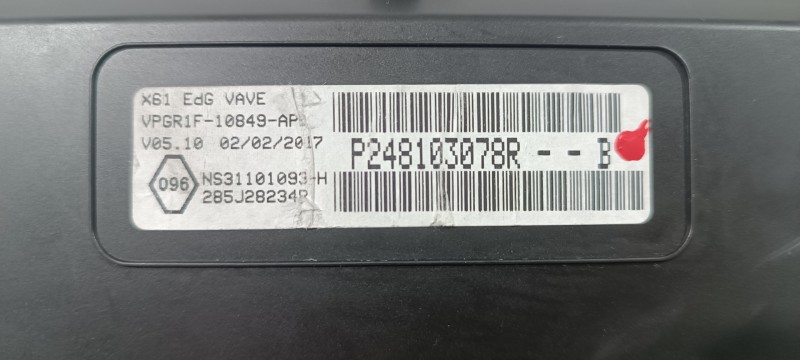 X61 EdG VAVE
VPGR1F-10849-AP
V05.10 02/02/2017
P248103078R - - B
096
NS31101093-H
285J28234R